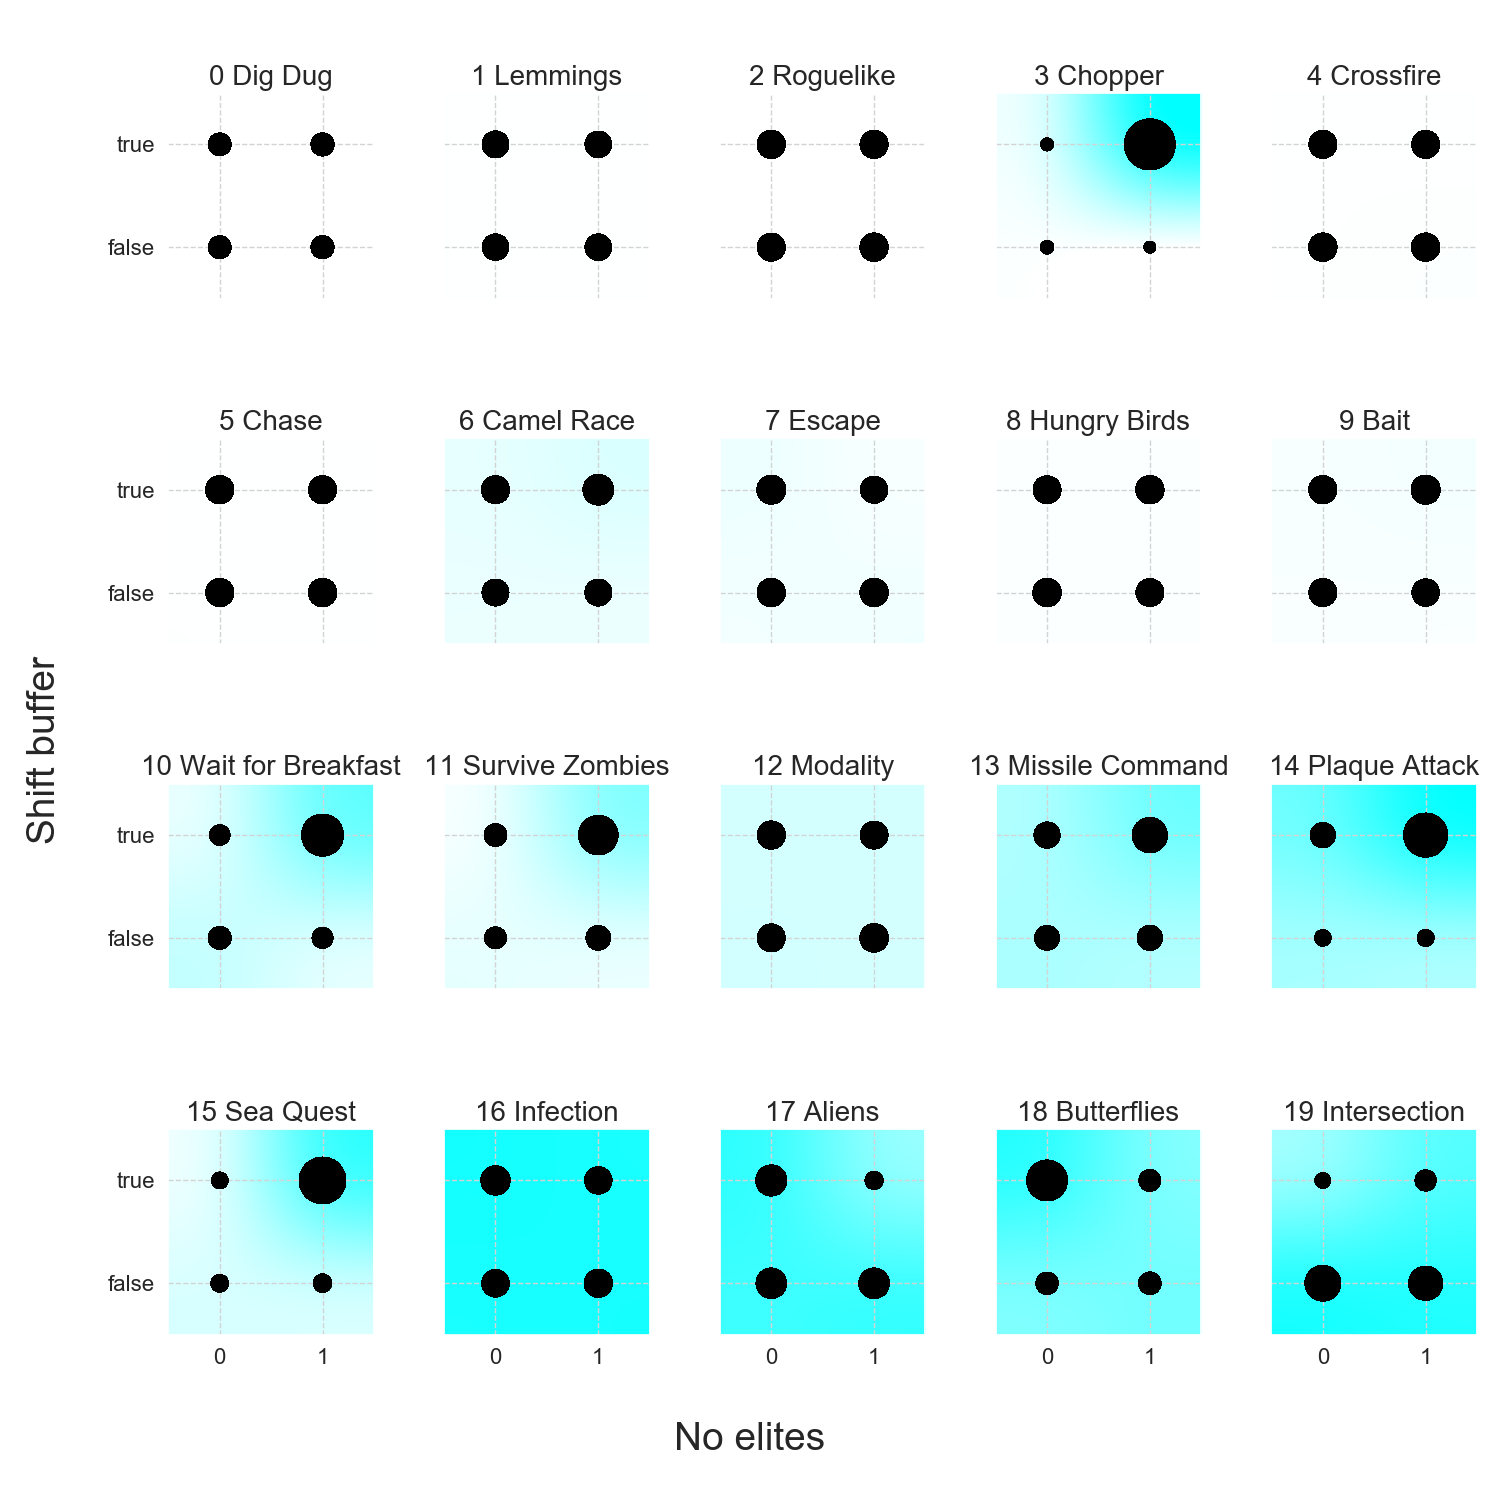 0 Dig Dug
1 Lemmings
2 Roguelike
3 Chopper
4 Crossfire
true
false
5 Chase
6 Camel Race
7 Escape
8 Hungry Birds
9 Bait
true
false
Shift buffer
10 Wait for Breakfast
11 Survive Zombies
12 Modality
13 Missile Command
14 Plaque Attack
true
false
15 Sea Quest
16 Infection
17 Aliens
18 Butterflies
19 Intersection
true
false
0 1
0 1
0 1
0 1
0 1
No elites